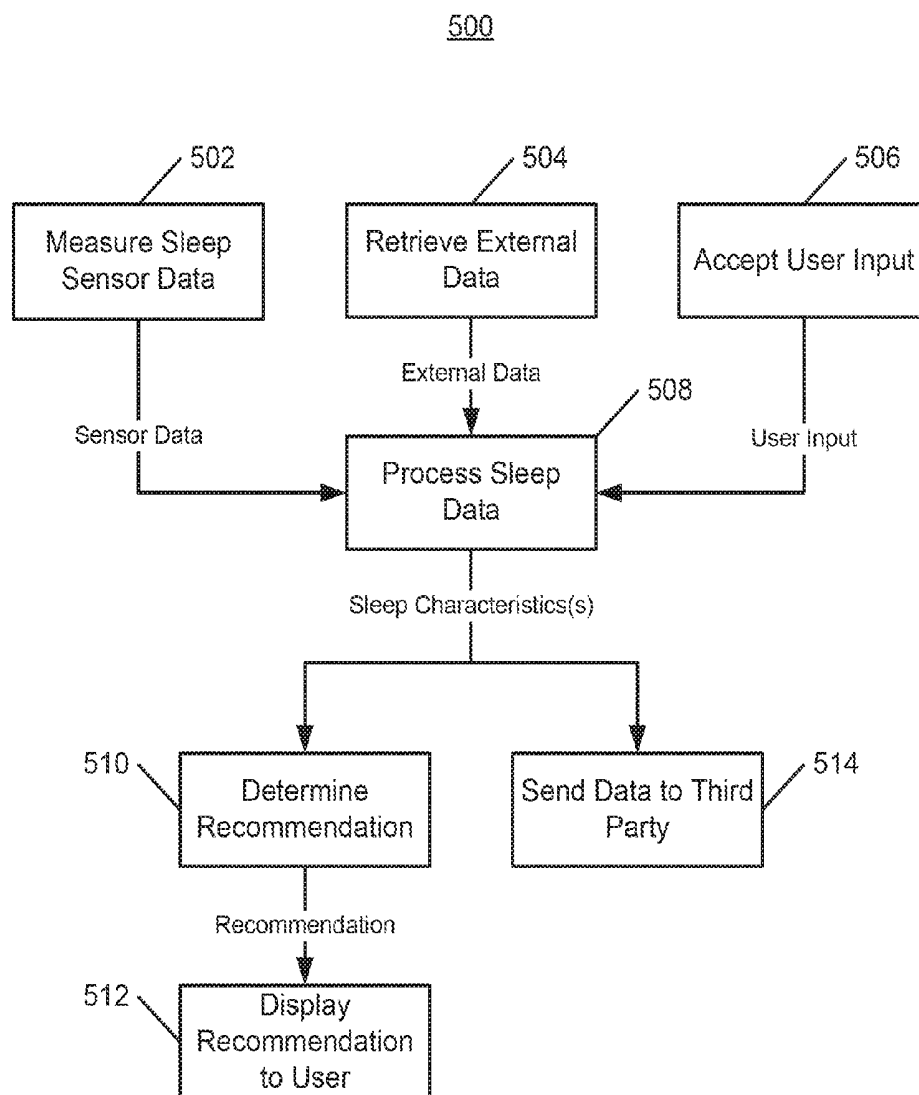 500
502
504
506
Measure Sleep
Sensor Data
Retrieve External
Data
Accept User Input
External Data
508
Sensor Data
User Input
Process Sleep
Data
Sleep Characteristics(s)
510
Determine
Recommendation
Send Data to Third
Party
514
Recommendation
512
Display
Recommendation
to User